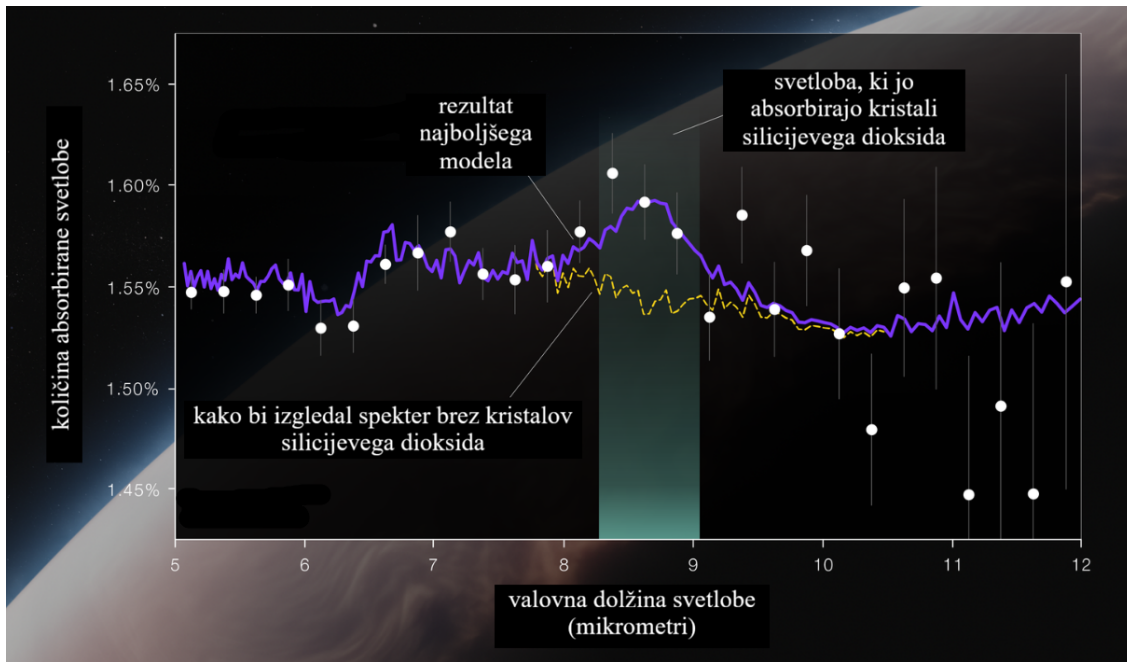 1.65%
1.60%
1.55%
1.50%
1.45%
količina absorbirane svetlobe
rezultat
najboljšega
modela
svetloba, ki jo
absorbirajo kristali
silicijevega dioksida
kako bi izgledal spekter brez kristalov
silicijevega dioksida
5 6 7 8 9 10 11 12
valovna dolžina svetlobe
(mikrometri)